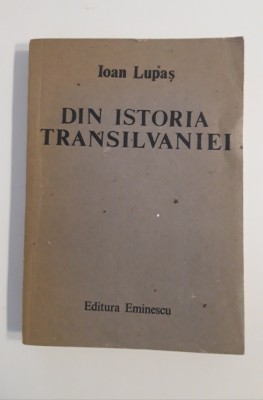 Ioan Lupaș
DIN ISTORIA
TRANSILVANIEI
Editura Eminescu